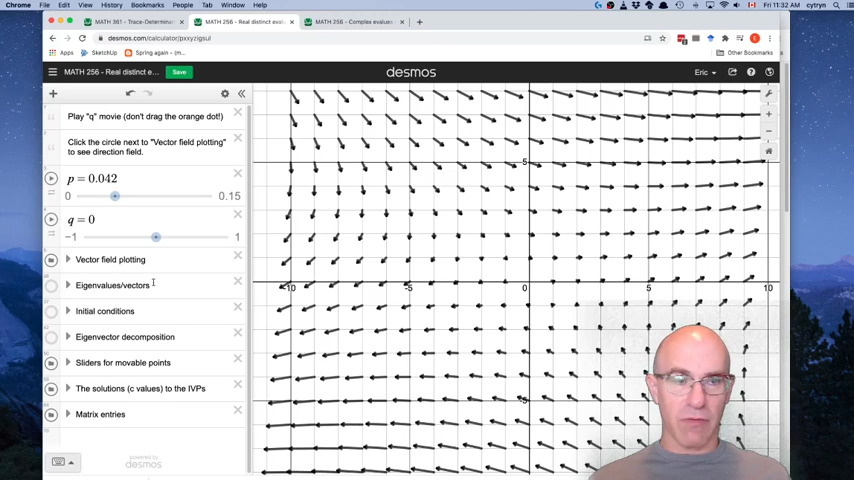 Chrome File Edit View History Bookmarks People Tab Window Help Fri 11:32 AM cytryn
MATH 361 - Trace-Determinant
MATH 256 - Real distinct eva
MATH 256 - Complex evalues
desmos.com/calculator/pxxyzigsul
Apps SketchUp Spring again - (m... Other Bookmarks
MATH 256 - Real distinct e... Save desmos Eric
Play "q" movie (don't drag the orange dot!)
Click the circle next to "Vector field plotting"
to see direction field.
p = 0.042
0 0.15
q = 0
-1 1
Vector field plotting
Eigenvalues/vectors
Initial conditions
Eigenvector decomposition
Sliders for movable points
The solutions (c values) to the IVPs
Matrix entries
powered by
desmos
5
-10 -5 0 5 10
-5